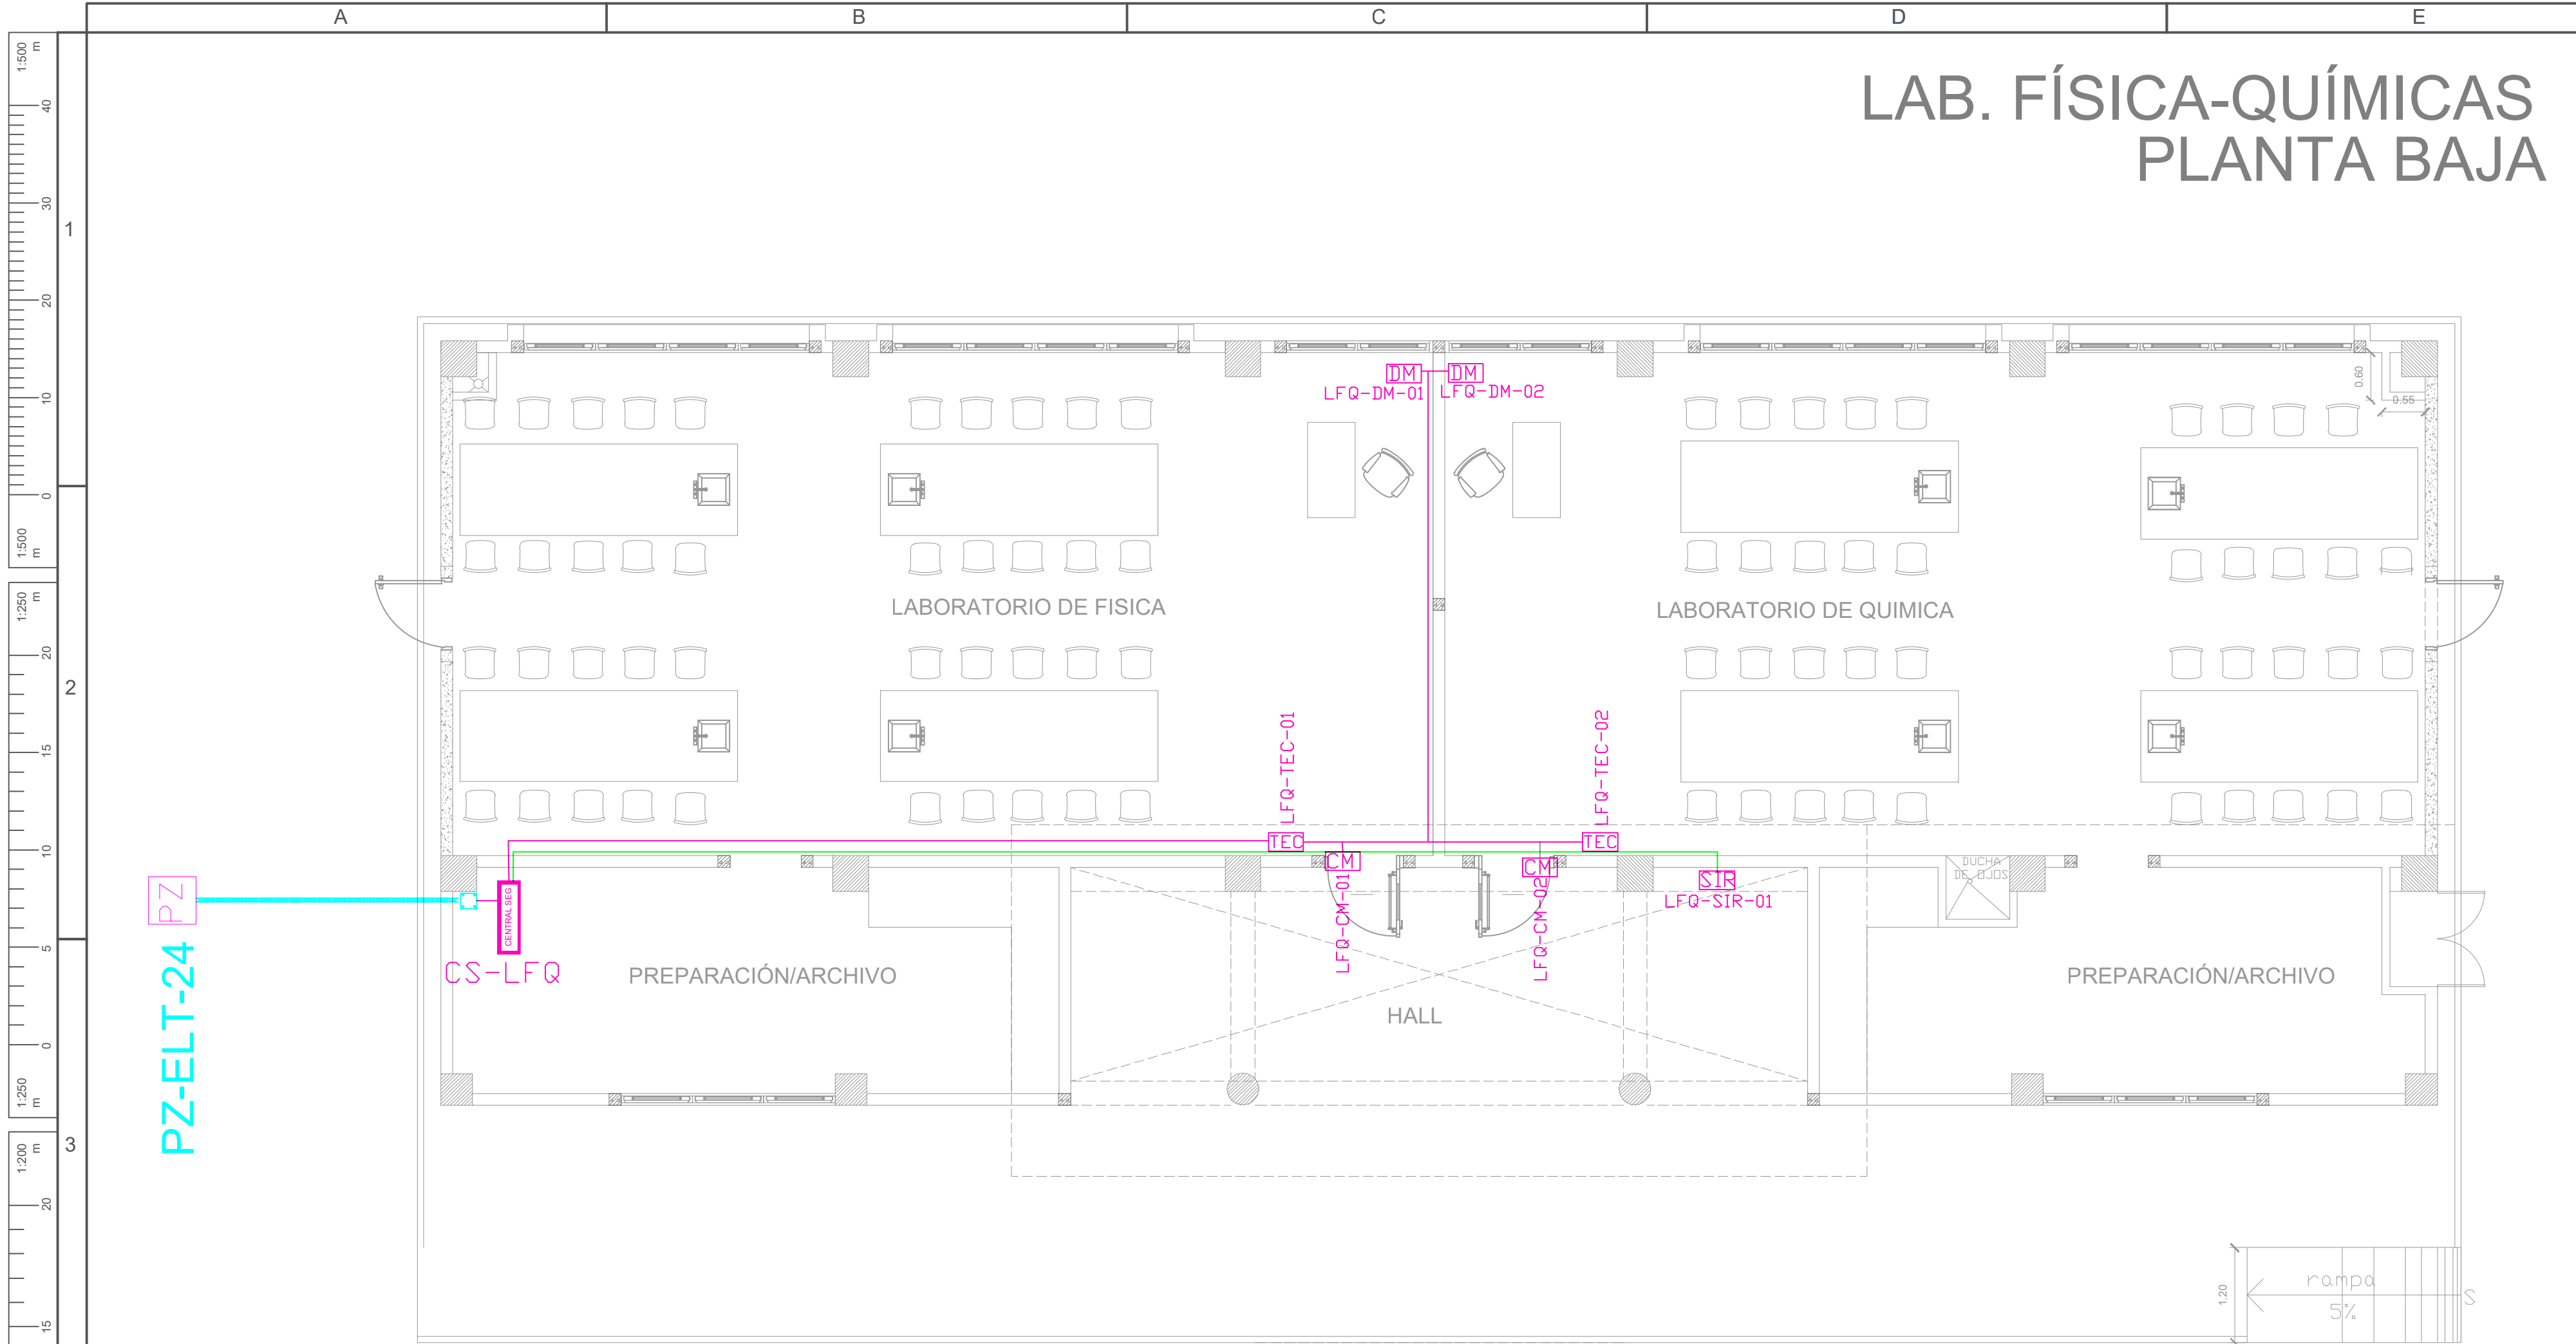 A
B
C
D
E
LAB. FÍSICA-QUÍMICAS
PLANTA BAJA
1:500
m
40
30
20
10
0
1:500
m
1:250
m
20
15
10
5
0
1:250
m
1:200
m
20
15
1
2
3
DM
DM
LFQ-DM-01
LFQ-DM-02
0.60
0.55
LABORATORIO DE FISICA
LABORATORIO DE QUIMICA
LFQ-TEC-01
LFQ-TEC-02
TEC
TEC
CM
CM
LFQ-CM-01
LFQ-CM-02
SIR
LFQ-SIR-01
DUCHA
DE OJOS
PZ
PZ-ELT-24
CENTRAL SEG
CS-LFQ
PREPARACIÓN/ARCHIVO
HALL
PREPARACIÓN/ARCHIVO
1.20
rampa
5%
S